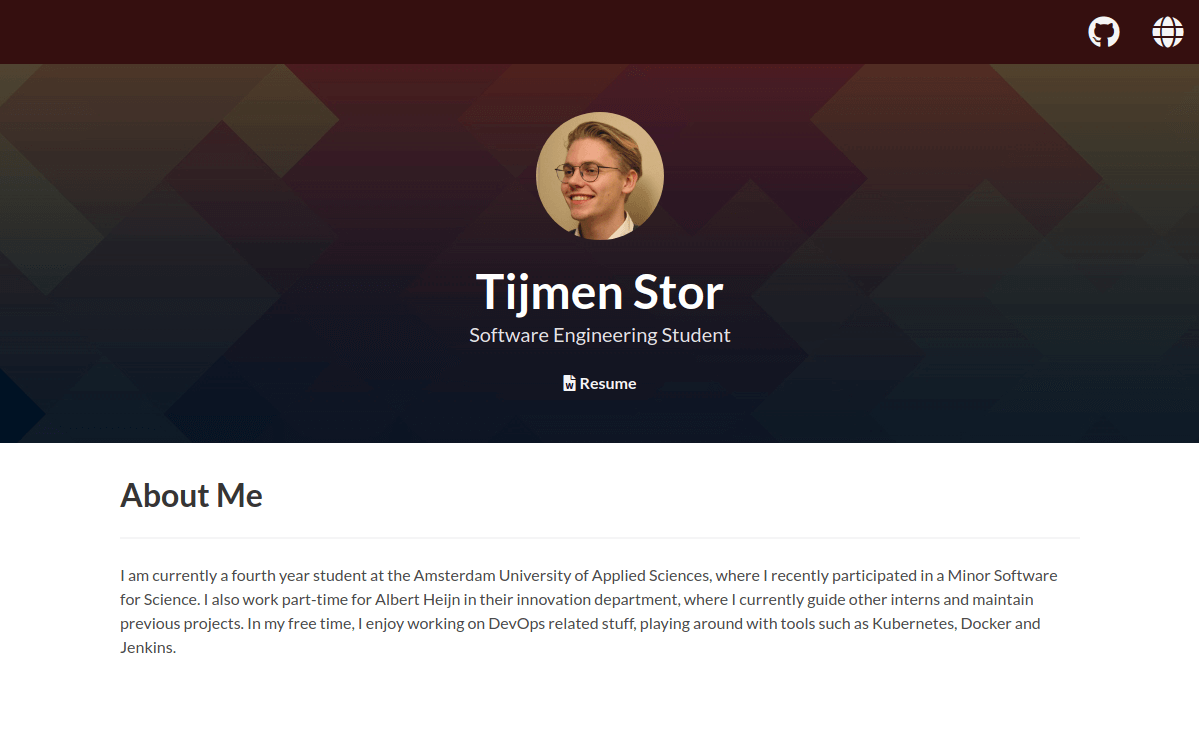 Tijmen Stor
Software Engineering Student
W Resume
About Me
I am currently a fourth year student at the Amsterdam University of Applied Sciences, where I recently participated in a Minor Software
for Science. I also work part-time for Albert Heijn in their innovation department, where I currently guide other interns and maintain
previous projects. In my free time, I enjoy working on DevOps related stuff, playing around with tools such as Kubernetes, Docker and
Jenkins.